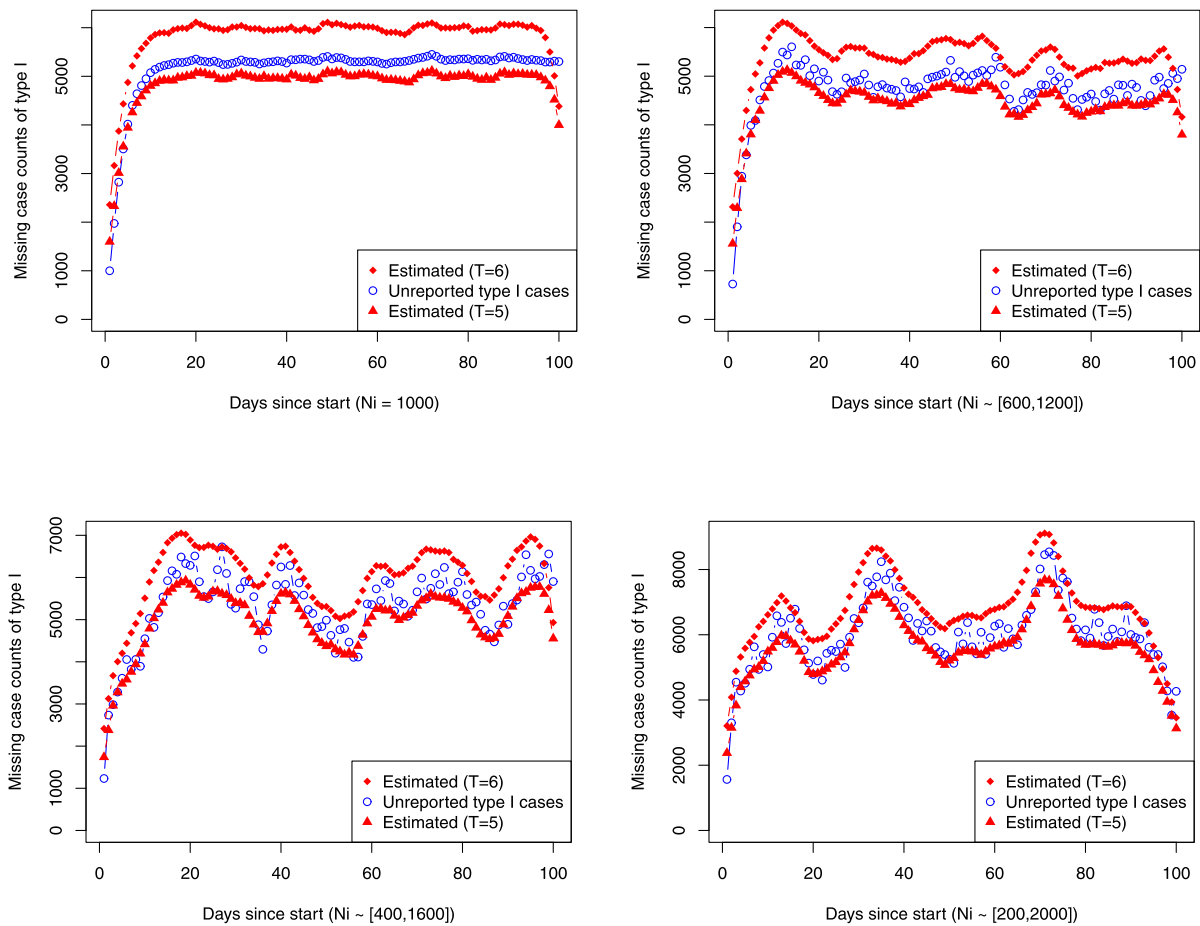 Missing case counts of type I
0
1000
3000
5000
Estimated (T=6)
Unreported type I cases
Estimated (T=5)
0 20 40 60 80 100
Days since start (Ni = 1000)
Missing case counts of type I
0
1000
3000
5000
Estimated (T=6)
Unreported type I cases
Estimated (T=5)
0 20 40 60 80 100
Days since start (Ni ~ [600,1200])
Missing case counts of type I
0
1000
3000
5000
7000
Estimated (T=6)
Unreported type I cases
Estimated (T=5)
0 20 40 60 80 100
Days since start (Ni ~ [400,1600])
Missing case counts of type I
0
2000
4000
6000
8000
Estimated (T=6)
Unreported type I cases
Estimated (T=5)
0 20 40 60 80 100
Days since start (Ni ~ [200,2000])